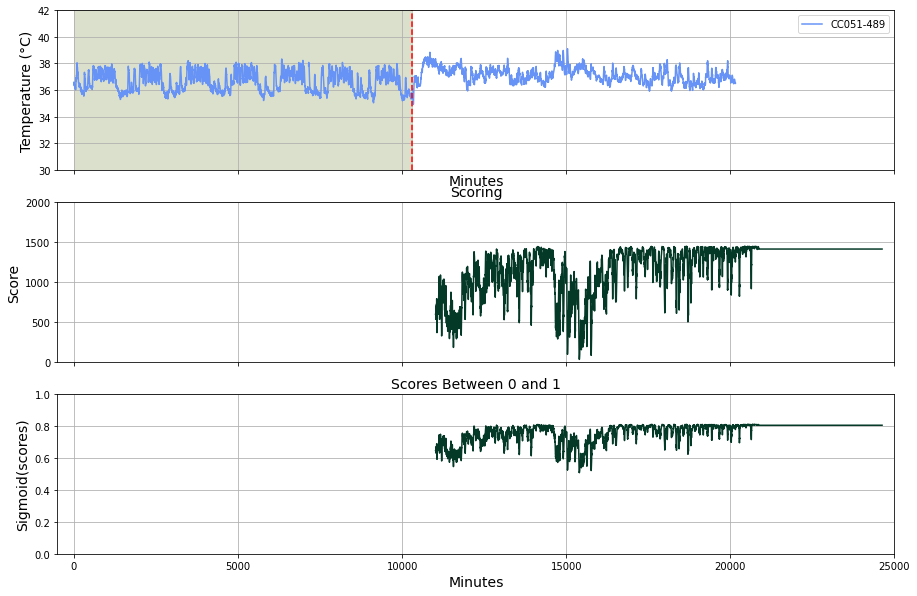 42
40
38
36
34
32
30
Temperature (°C)
CC051-489
Minutes
Scoring
2000
1500
1000
500
0
Score
Scores Between 0 and 1
1.0
0.8
0.6
0.4
0.2
0.0
Sigmoid(scores)
0 5000 10000 15000 20000 25000
Minutes